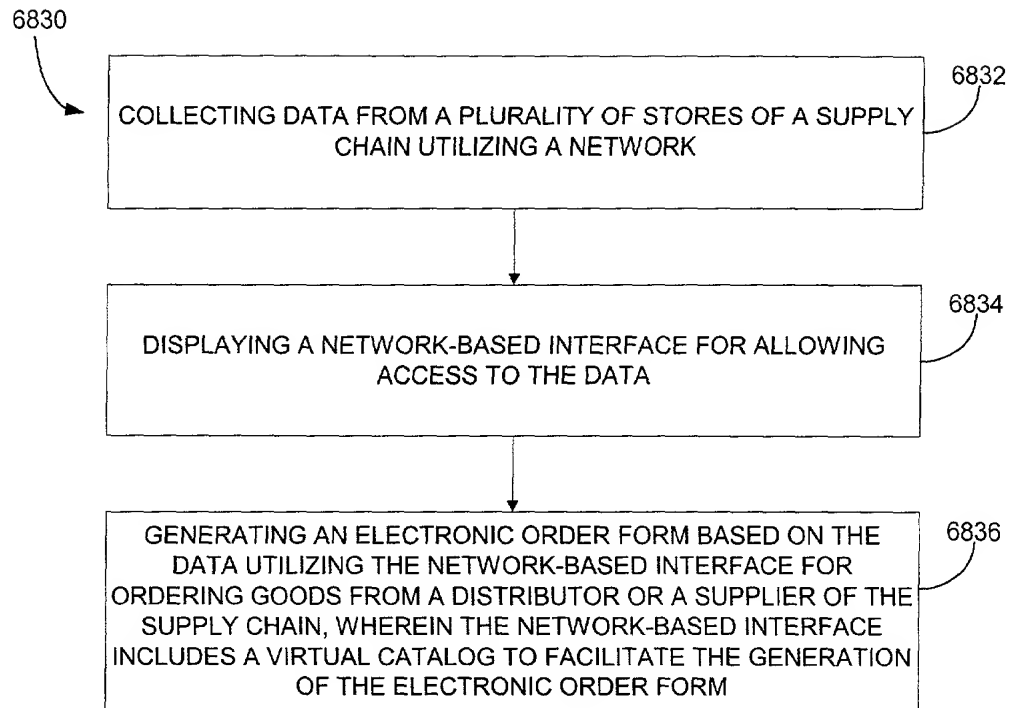 6830
6832
COLLECTING DATA FROM A PLURALITY OF STORES OF A SUPPLY
CHAIN UTILIZING A NETWORK
6834
DISPLAYING A NETWORK-BASED INTERFACE FOR ALLOWING
ACCESS TO THE DATA
6836
GENERATING AN ELECTRONIC ORDER FORM BASED ON THE
DATA UTILIZING THE NETWORK-BASED INTERFACE FOR
ORDERING GOODS FROM A DISTRIBUTOR OR A SUPPLIER OF THE
SUPPLY CHAIN, WHEREIN THE NETWORK-BASED INTERFACE
INCLUDES A VIRTUAL CATALOG TO FACILITATE THE GENERATION
OF THE ELECTRONIC ORDER FORM